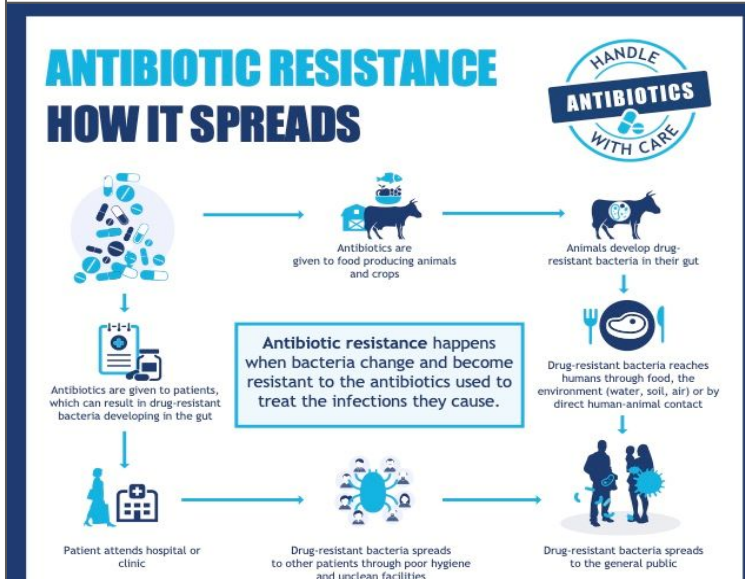 ANTIBIOTIC RESISTANCE
HOW IT SPREADS
HANDLE
ANTIBIOTICS
WITH CARE
Antibiotics are
given to food producing animals
and crops
Animals develop drug-
resistant bacteria in their gut
Antibiotics are given to patients,
which can result in drug-resistant
bacteria developing in the gut
Antibiotic resistance happens
when bacteria change and become
resistant to the antibiotics used to
treat the infections they cause.
Drug-resistant bacteria reaches
humans through food, the
environment (water, soil, air) or by
direct human-animal contact
Patient attends hospital or
clinic
Drug-resistant bacteria spreads
to other patients through poor hygiene
and unclean facilities
Drug-resistant bacteria spreads
to the general public